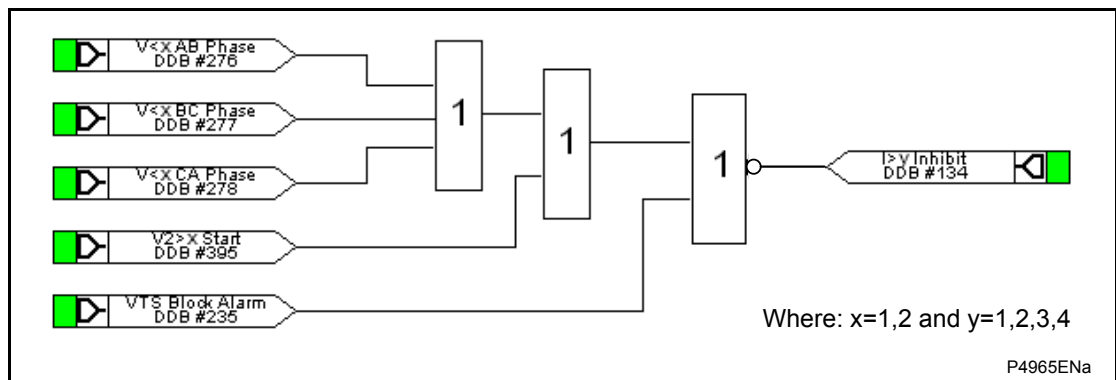 V<x AB Phase
DDB #276
V<x BC Phase
DDB #277
V<x CA Phase
DDB #278
V2>x Start
DDB #395
VTS Block Alarm
DDB #235
1
1
1
I>y Inhibit
DDB #134
Where: x=1,2 and y=1,2,3,4
P4965ENa